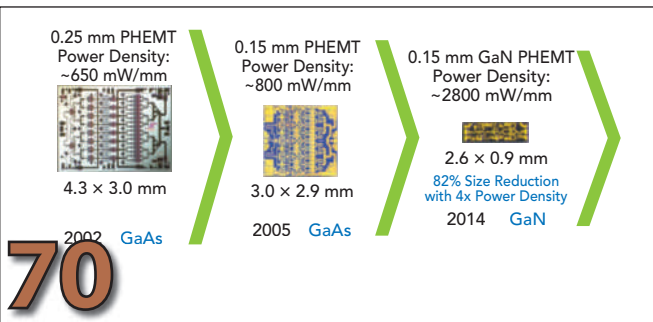 0.25 mm PHEMT
Power Density:
~650 mW/mm
4.3 × 3.0 mm
2002 GaAs
0.15 mm PHEMT
Power Density:
~800 mW/mm
3.0 × 2.9 mm
2005 GaAs
0.15 mm GaN PHEMT
Power Density:
~2800 mW/mm
2.6 × 0.9 mm
82% Size Reduction
with 4x Power Density
2014 GaN
70